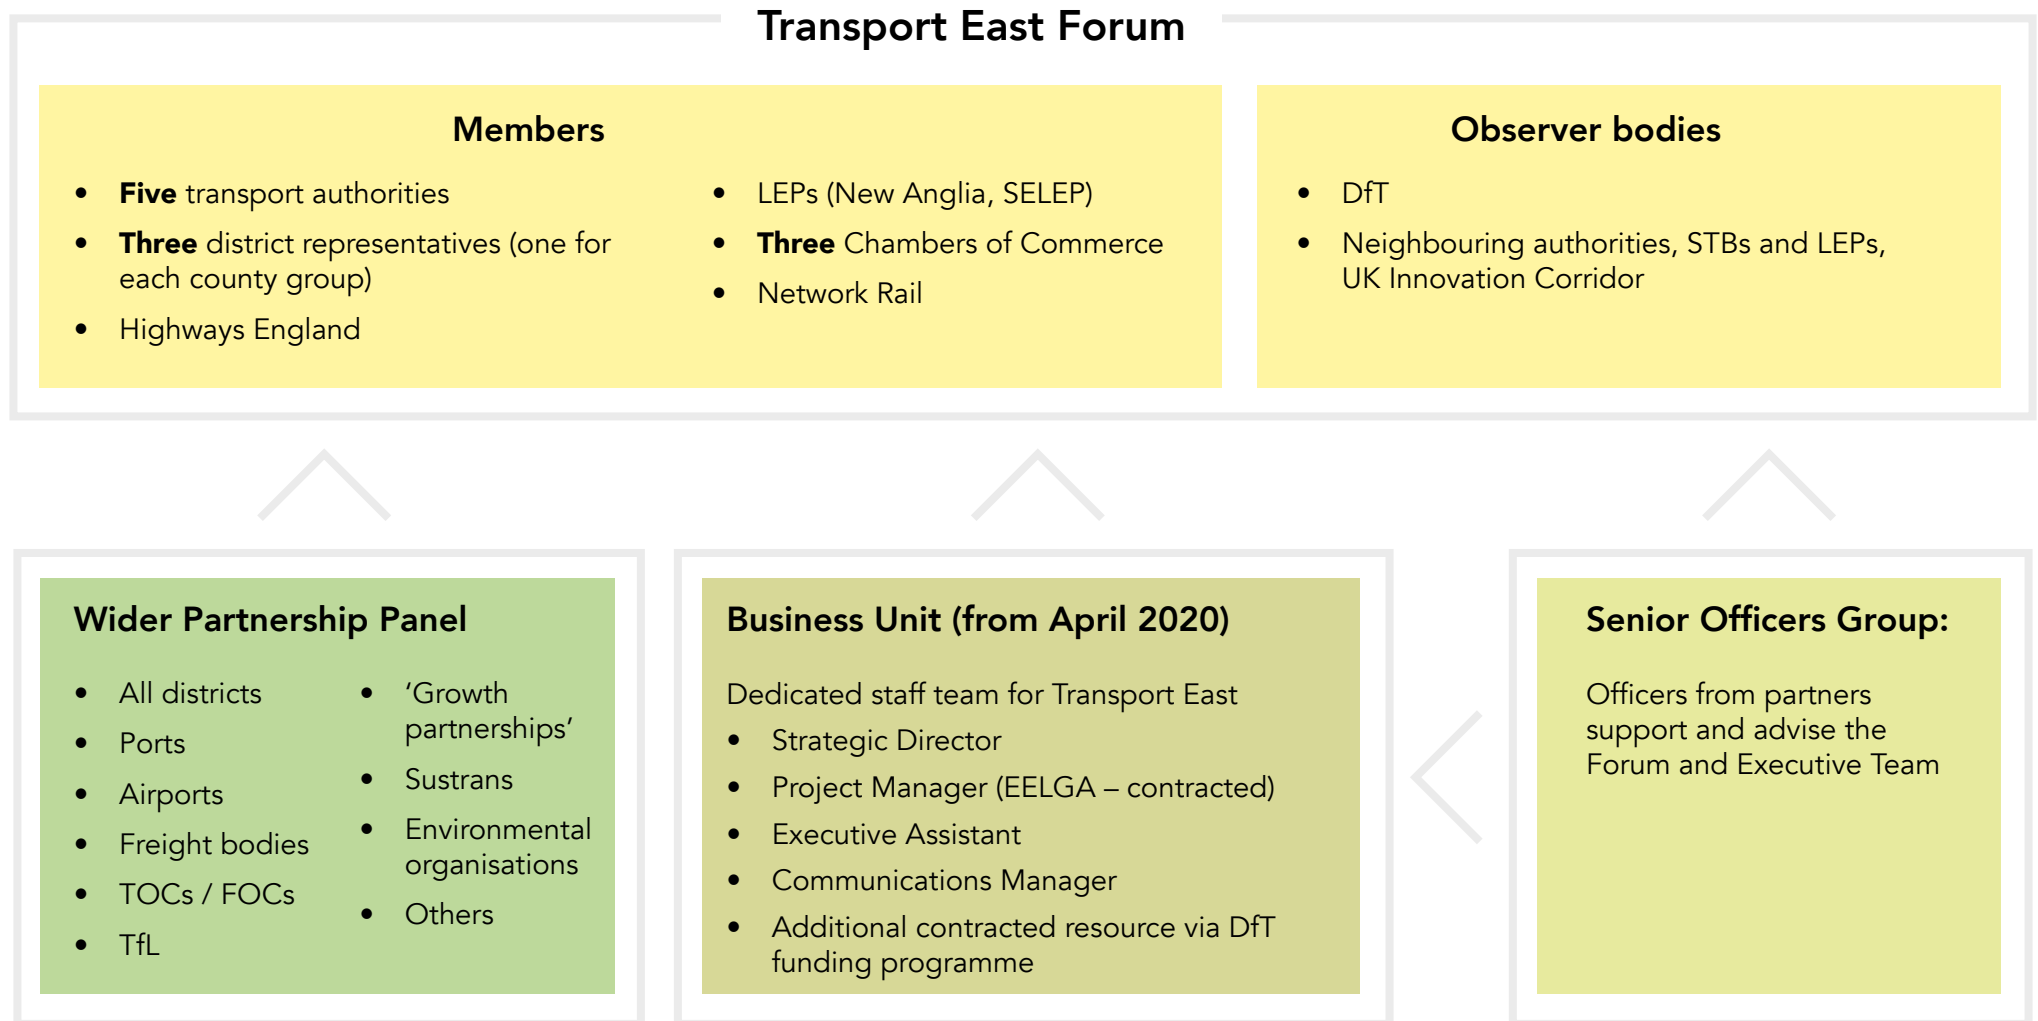 Transport East Forum
Members
• Five transport authorities
• Three district representatives (one for
each county group)
• Highways England
• LEPs (New Anglia, SELEP)
• Three Chambers of Commerce
• Network Rail
Observer bodies
• DfT
• Neighbouring authorities, STBs and LEPs,
UK Innovation Corridor
Wider Partnership Panel
• All districts
• Ports
• Airports
• Freight bodies
• TOCs / FOCs
• TfL
• ‘Growth
partnerships’
• Sustrans
• Environmental
organisations
• Others
Business Unit (from April 2020)
Dedicated staff team for Transport East
• Strategic Director
• Project Manager (EELGA – contracted)
• Executive Assistant
• Communications Manager
• Additional contracted resource via DfT
funding programme
Senior Officers Group:
Officers from partners
support and advise the
Forum and Executive Team